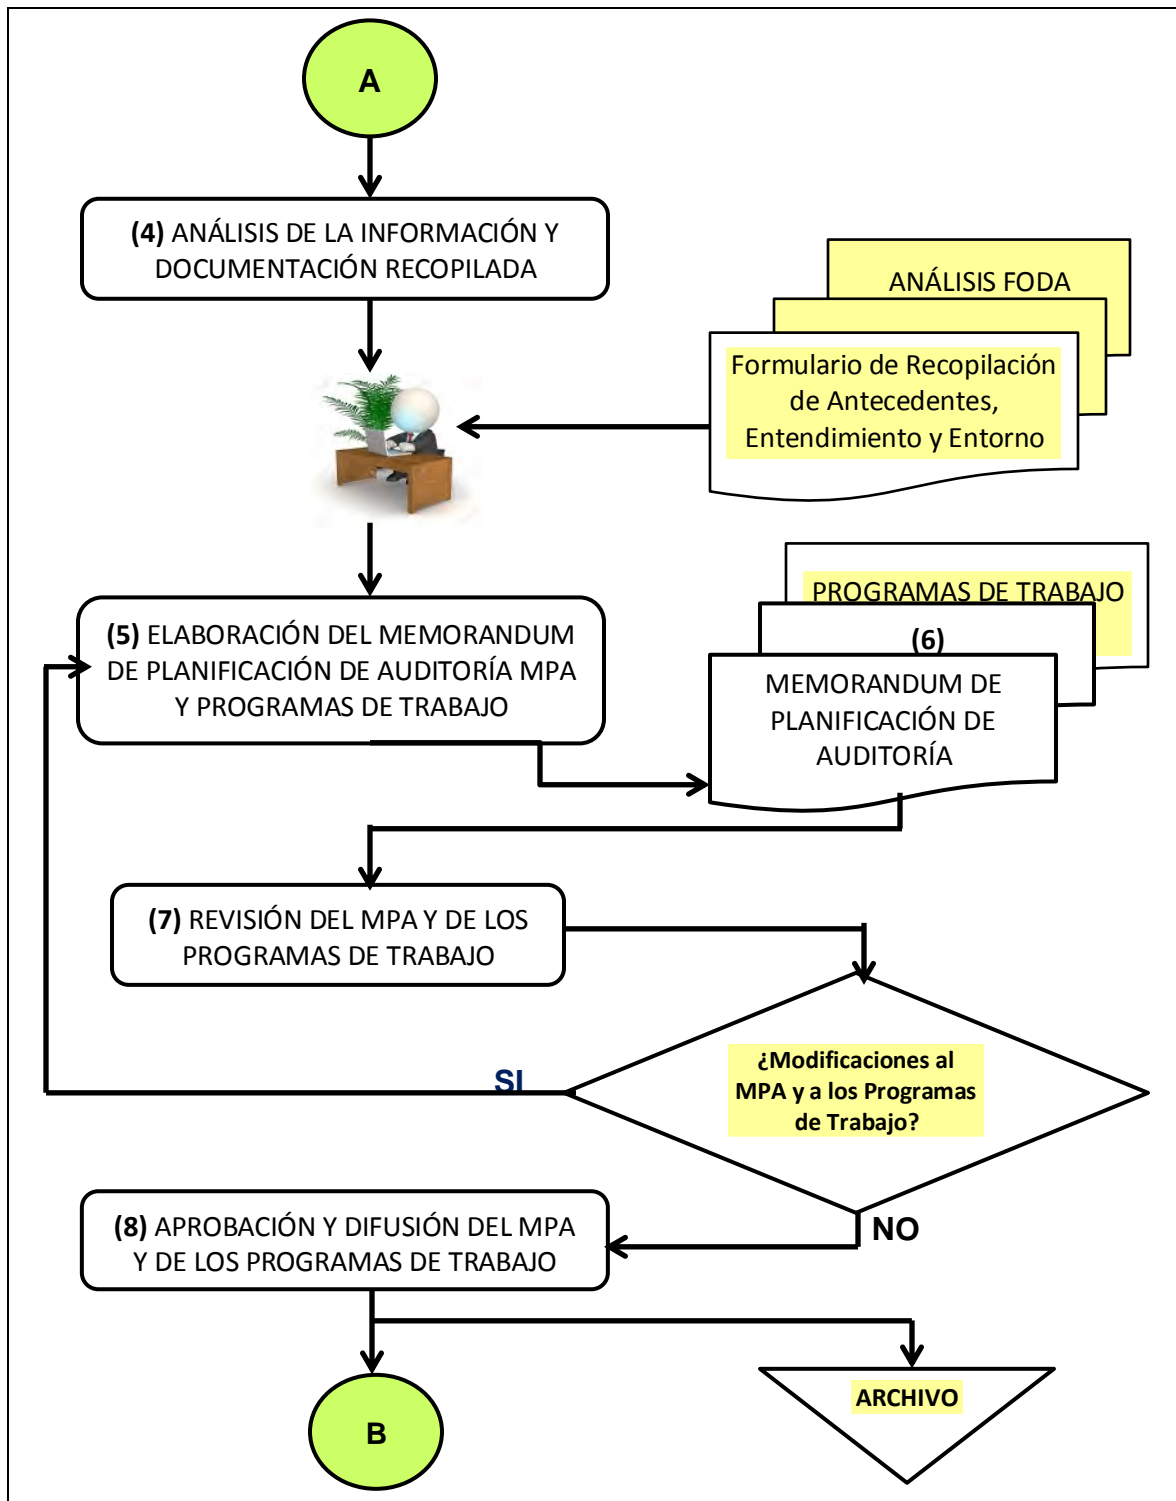 A
(4) ANÁLISIS DE LA INFORMACIÓN Y
DOCUMENTACIÓN RECOPILADA
ANÁLISIS FODA
Formulario de Recopilación
de Antecedentes,
Entendimiento y Entorno
(5) ELABORACIÓN DEL MEMORANDUM
DE PLANIFICACIÓN DE AUDITORÍA MPA
Y PROGRAMAS DE TRABAJO
PROGRAMAS DE TRABAJO
(6)
MEMORANDUM DE
PLANIFICACIÓN DE
AUDITORÍA
(7) REVISIÓN DEL MPA Y DE LOS
PROGRAMAS DE TRABAJO
¿Modificaciones al
MPA y a los Programas
de Trabajo?
SI
NO
(8) APROBACIÓN Y DIFUSIÓN DEL MPA
Y DE LOS PROGRAMAS DE TRABAJO
B
ARCHIVO